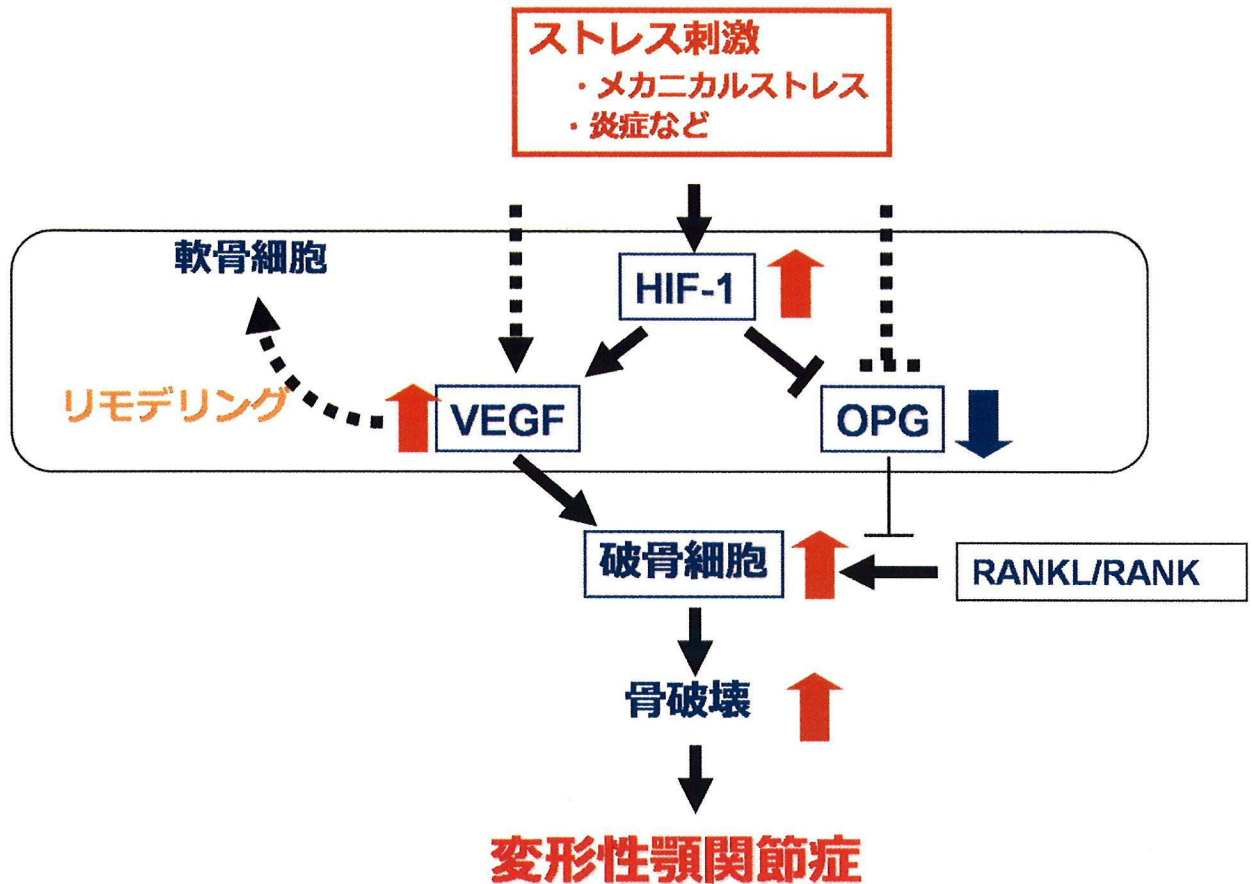 ストレス刺激
・メカニカルストレス
・炎症など
軟骨細胞
HIF-1
リモデリング
VEGF
OPG
破骨細胞
RANKL/RANK
骨破壊
変形性顎関節症